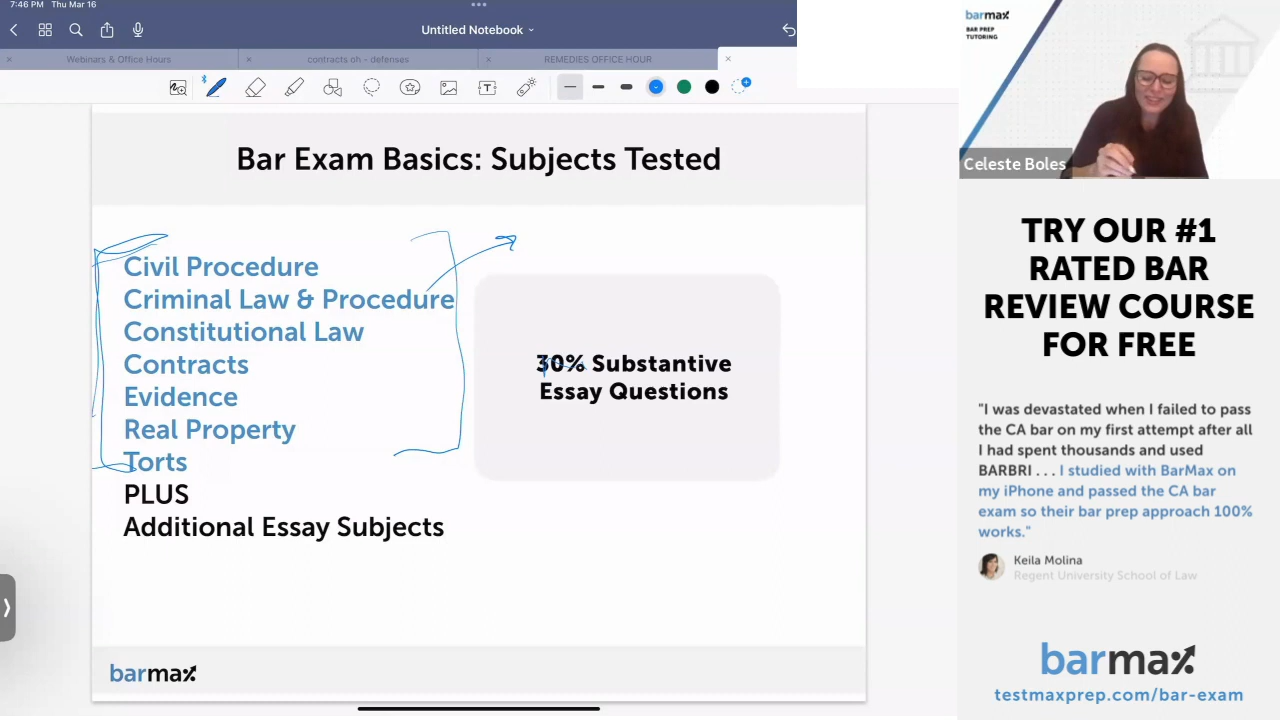 7:46 PM Thu Mar 16
Untitled Notebook
Webinars & Office Hours
contracts oh - defenses
REMEDIES OFFICE HOUR
Bar Exam Basics: Subjects Tested
Civil Procedure
Criminal Law & Procedure
Constitutional Law
Contracts
Evidence
Real Property
Torts
PLUS
Additional Essay Subjects
30% Substantive
Essay Questions
barmax
barmax
BAR PREP
TUTORING
Celeste Boles
TRY OUR #1
RATED BAR
REVIEW COURSE
FOR FREE
"I was devastated when I failed to pass
the CA bar on my first attempt after all
I had spent thousands and used
BARBRI . . . I studied with BarMax on
my iPhone and passed the CA bar
exam so their bar prep approach 100%
works."
Keila Molina
Regent University School of Law
barmax
testmaxprep.com/bar-exam